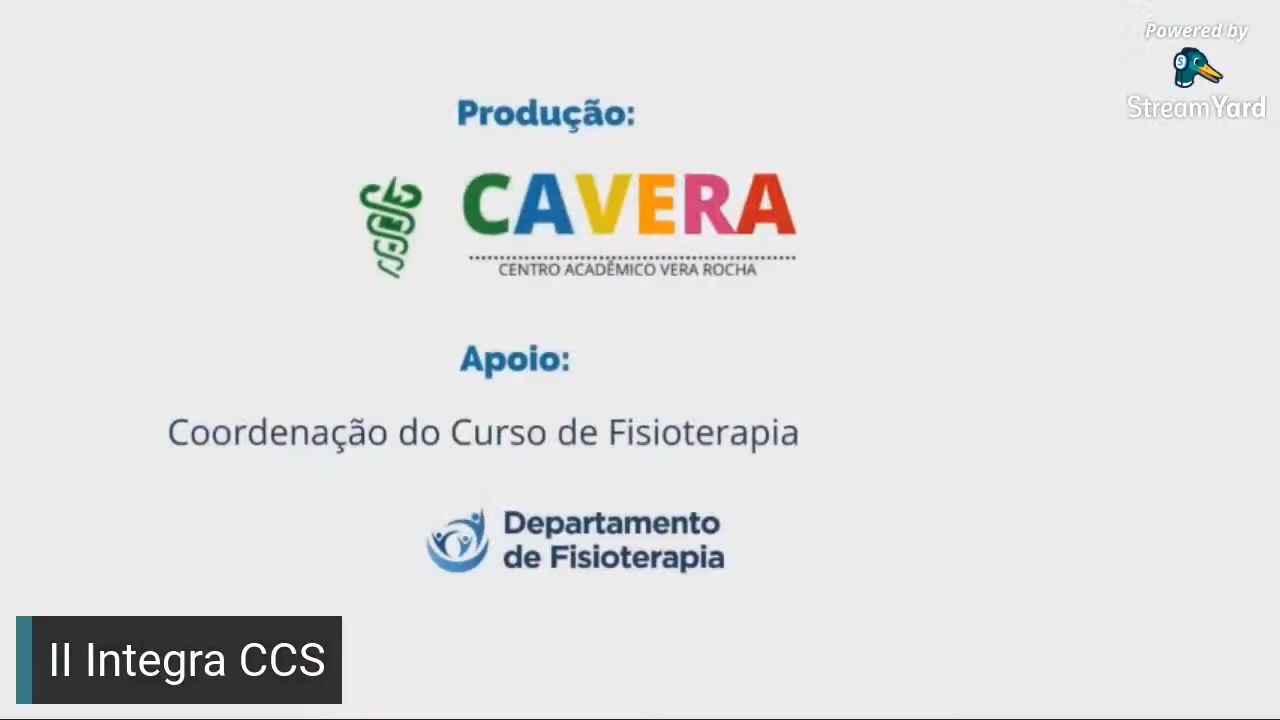 Powered by
StreamYard
Produção:
CAVERA
CENTRO ACADÊMICO VERA ROCHA
Apoio:
Coordenação do Curso de Fisioterapia
Departamento
de Fisioterapia
II Integra CCS